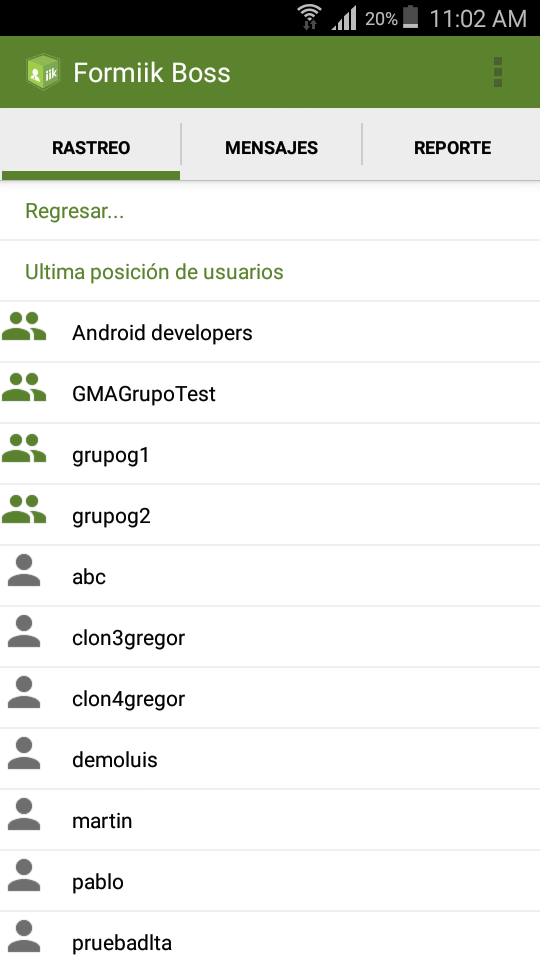 20% 11:02 AM
iik Formiik Boss
RASTREO MENSAJES REPORTE
Regresar...
Ultima posición de usuarios
Android developers
GMAGrupoTest
grupog1
grupog2
abc
clon3gregor
clon4gregor
demoluis
martin
pablo
pruebadlta